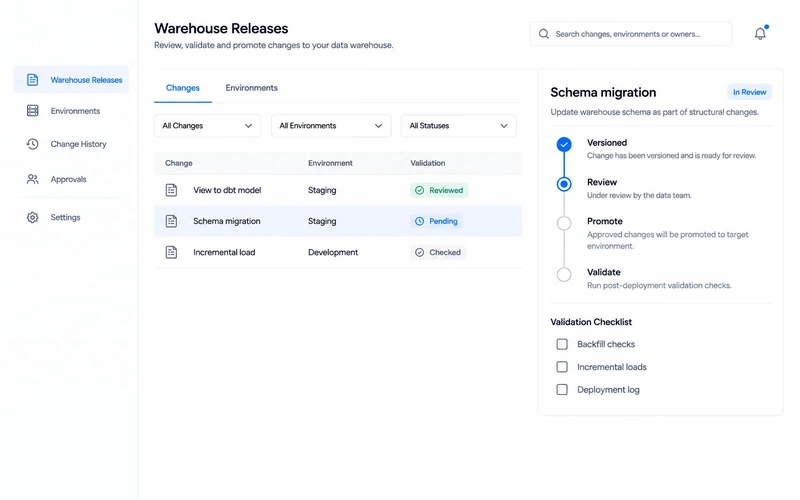 Warehouse Releases
Environments
Change History
Approvals
Settings
Warehouse Releases
Review, validate and promote changes to your data warehouse.
Search changes, environments or owners...
Changes
Environments
All Changes
All Environments
All Statuses
Change
Environment
Validation
View to dbt model
Staging
Reviewed
Schema migration
Staging
Pending
Incremental load
Development
Checked
Schema migration
In Review
Update warehouse schema as part of structural changes.
Versioned
Change has been versioned and is ready for review.
Review
Under review by the data team.
Promote
Approved changes will be promoted to target
environment.
Validate
Run post-deployment validation checks.
Validation Checklist
Backfill checks
Incremental loads
Deployment log